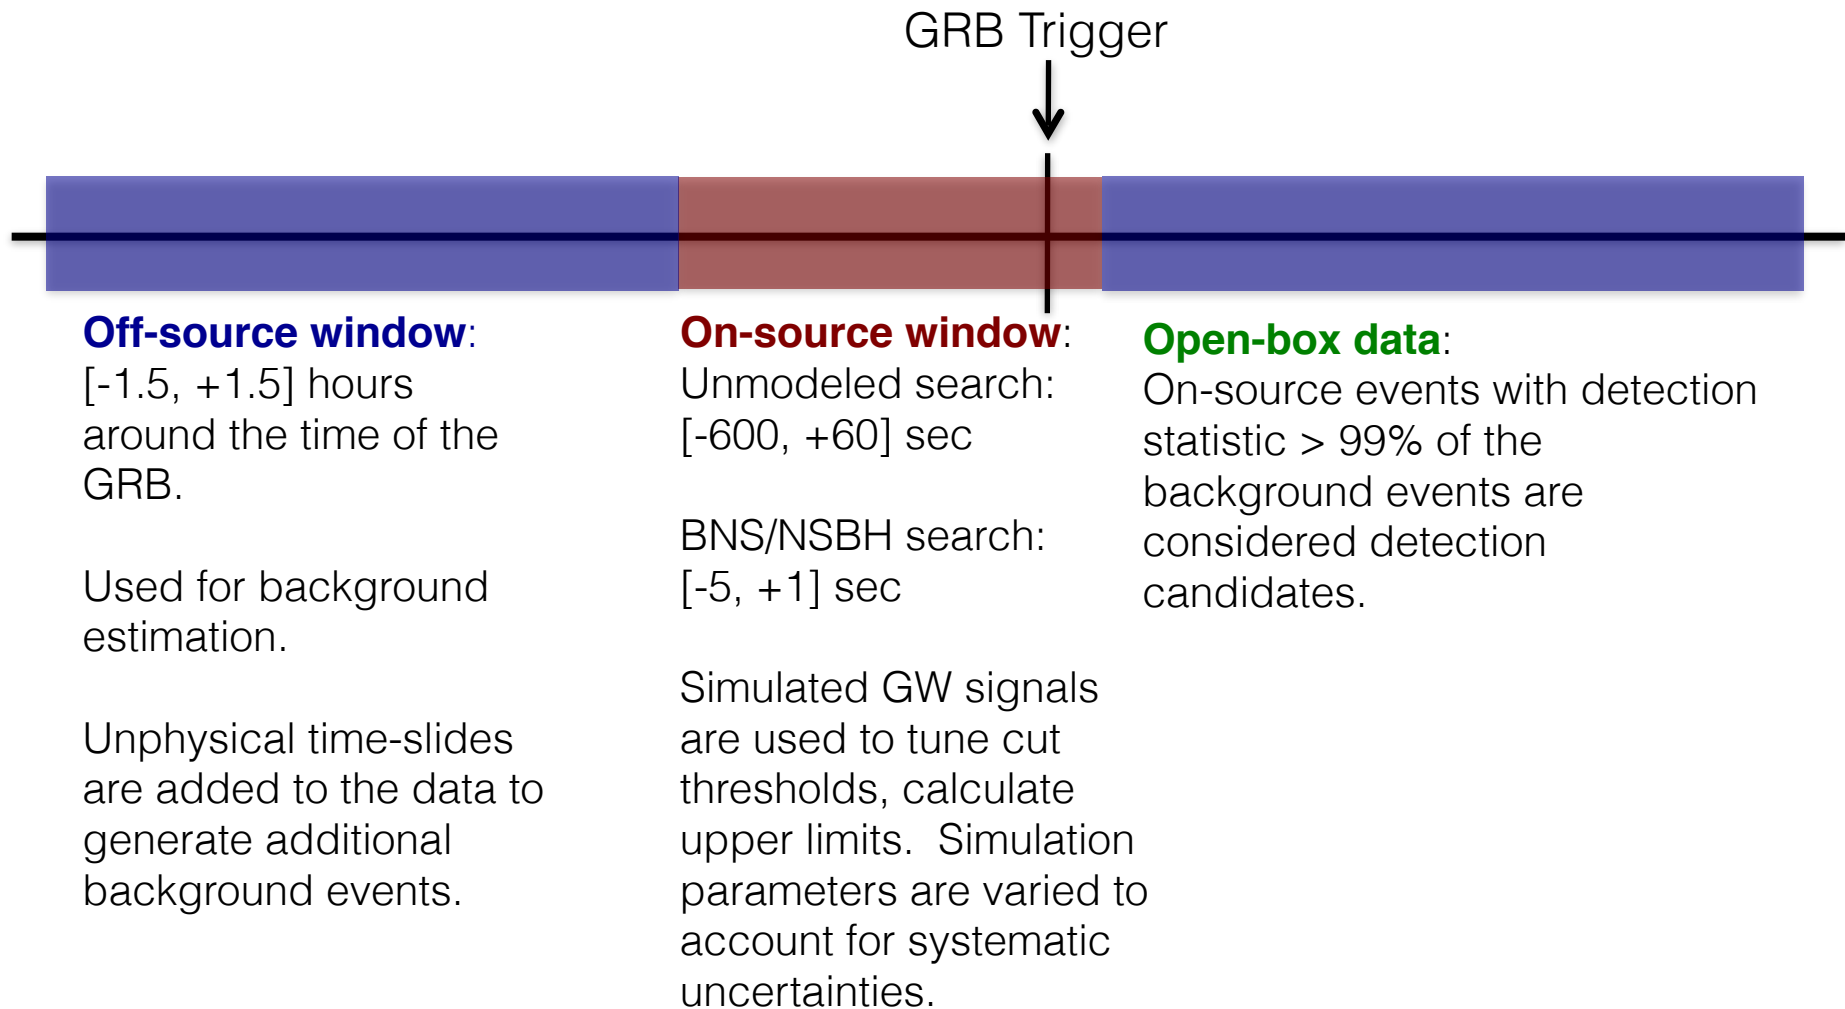 GRB Trigger
Off-source window:
[-1.5, +1.5] hours
around the time of the
GRB.
Used for background
estimation.
Unphysical time-slides
are added to the data to
generate additional
background events.
On-source window:
Unmodeled search:
[-600, +60] sec
BNS/NSBH search:
[-5, +1] sec
Simulated GW signals
are used to tune cut
thresholds, calculate
upper limits.  Simulation
parameters are varied to
account for systematic
uncertainties.
Open-box data:
On-source events with detection
statistic > 99% of the
background events are
considered detection
candidates.